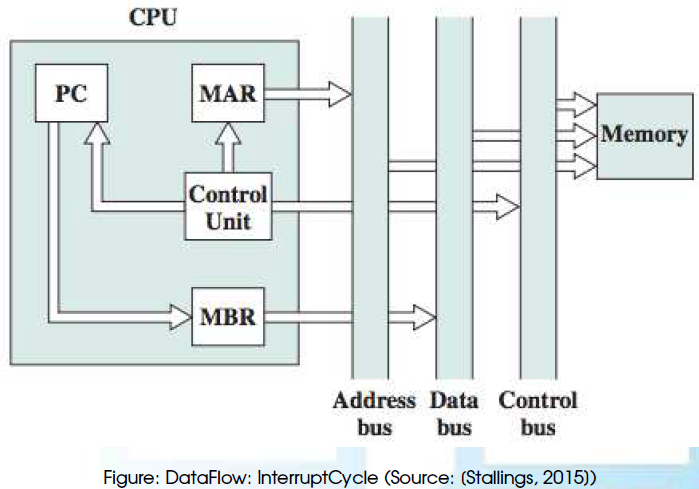 CPU
PC
MAR
Memory
Control
Unit
MBR
Address
bus
Data
bus
Control
bus
Figure: DataFlow: InterruptCycle (Source: [Stallings, 2015])